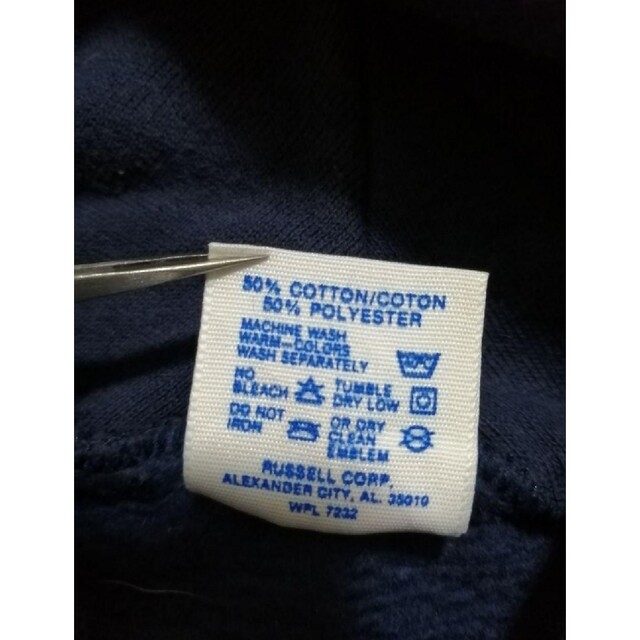 50% COTTON/COTON
50% POLYESTER
MACHINE WASH
WARM-COLORS
WASH SEPARATELY
NO BLEACH TUMBLE DRY LOW
DO NOT IRON OR DRY CLEAN EMBLEM
RUSSELL CORP.
ALEXANDER CITY, AL. 35010
WPL 7232